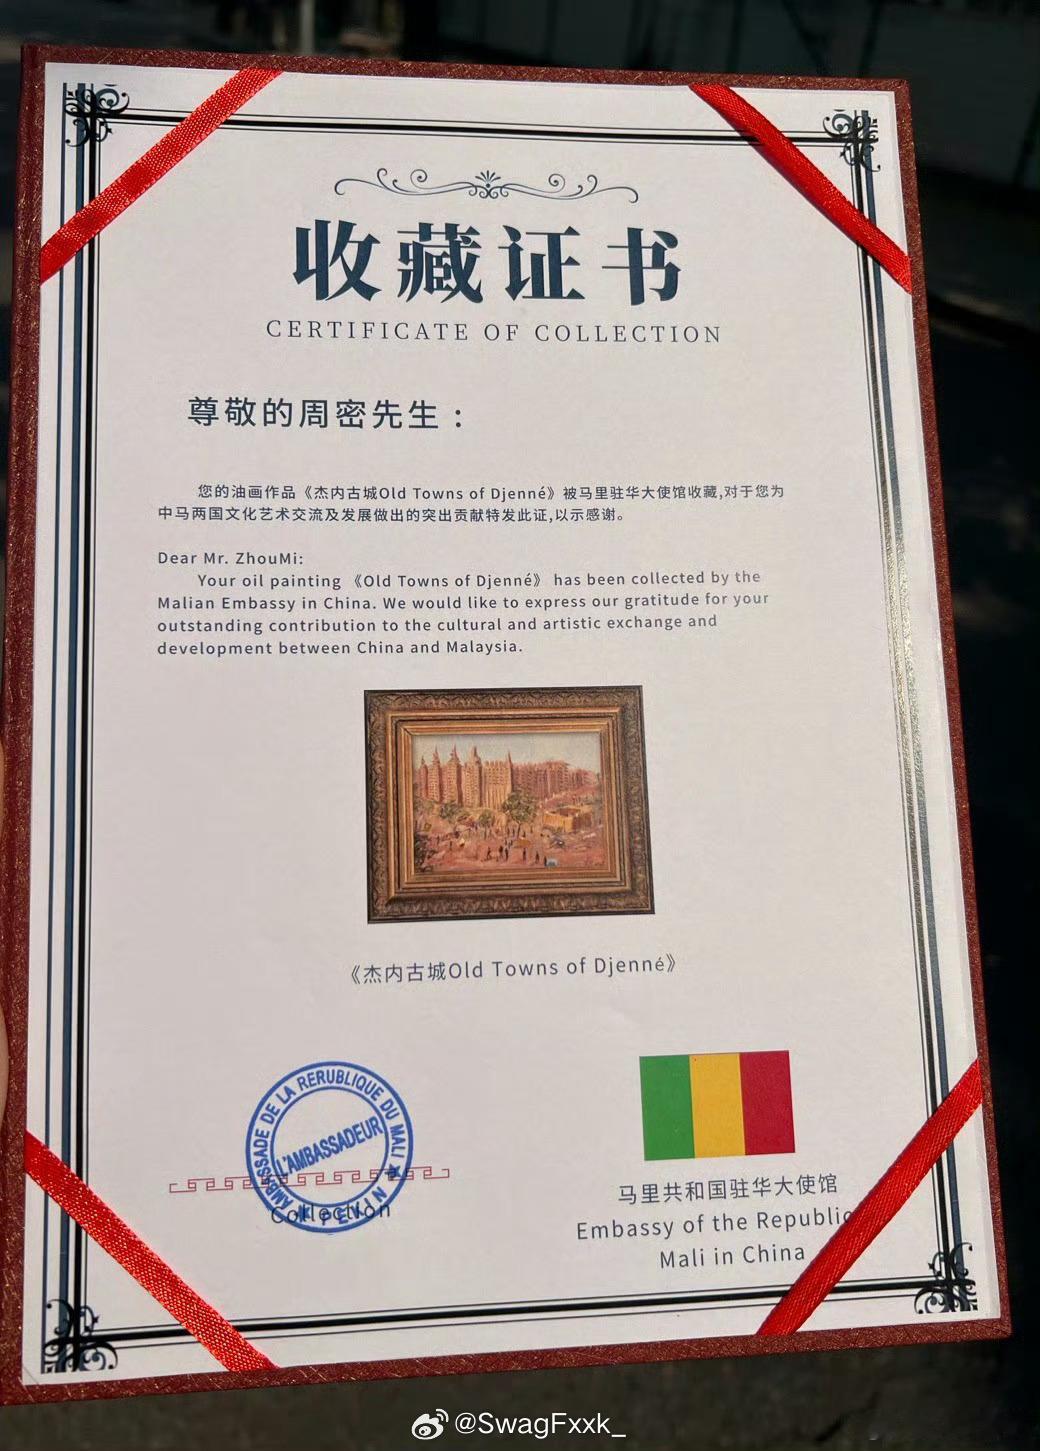 收藏证书
CERTIFICATE OF COLLECTION
尊敬的周密先生：
您的油画作品《杰内古城Old Towns of Djenné》被马里驻华大使馆收藏,对于您为
中马两国文化艺术交流及发展做出的突出贡献特发此证,以示感谢。
Dear Mr. ZhouMi:
Your oil painting 《Old Towns of Djenné》 has been collected by the
Malian Embassy in China. We would like to express our gratitude for your
outstanding contribution to the cultural and artistic exchange and
development between China and Malaysia.
《杰内古城Old Towns of Djenné》
AMBASSADE DE LA RERUBLIQUE DU MALI
L'AMBASSADEUR
Collection
马里共和国驻华大使馆
Embassy of the Republic
Mali in China
@SwagFxxk_